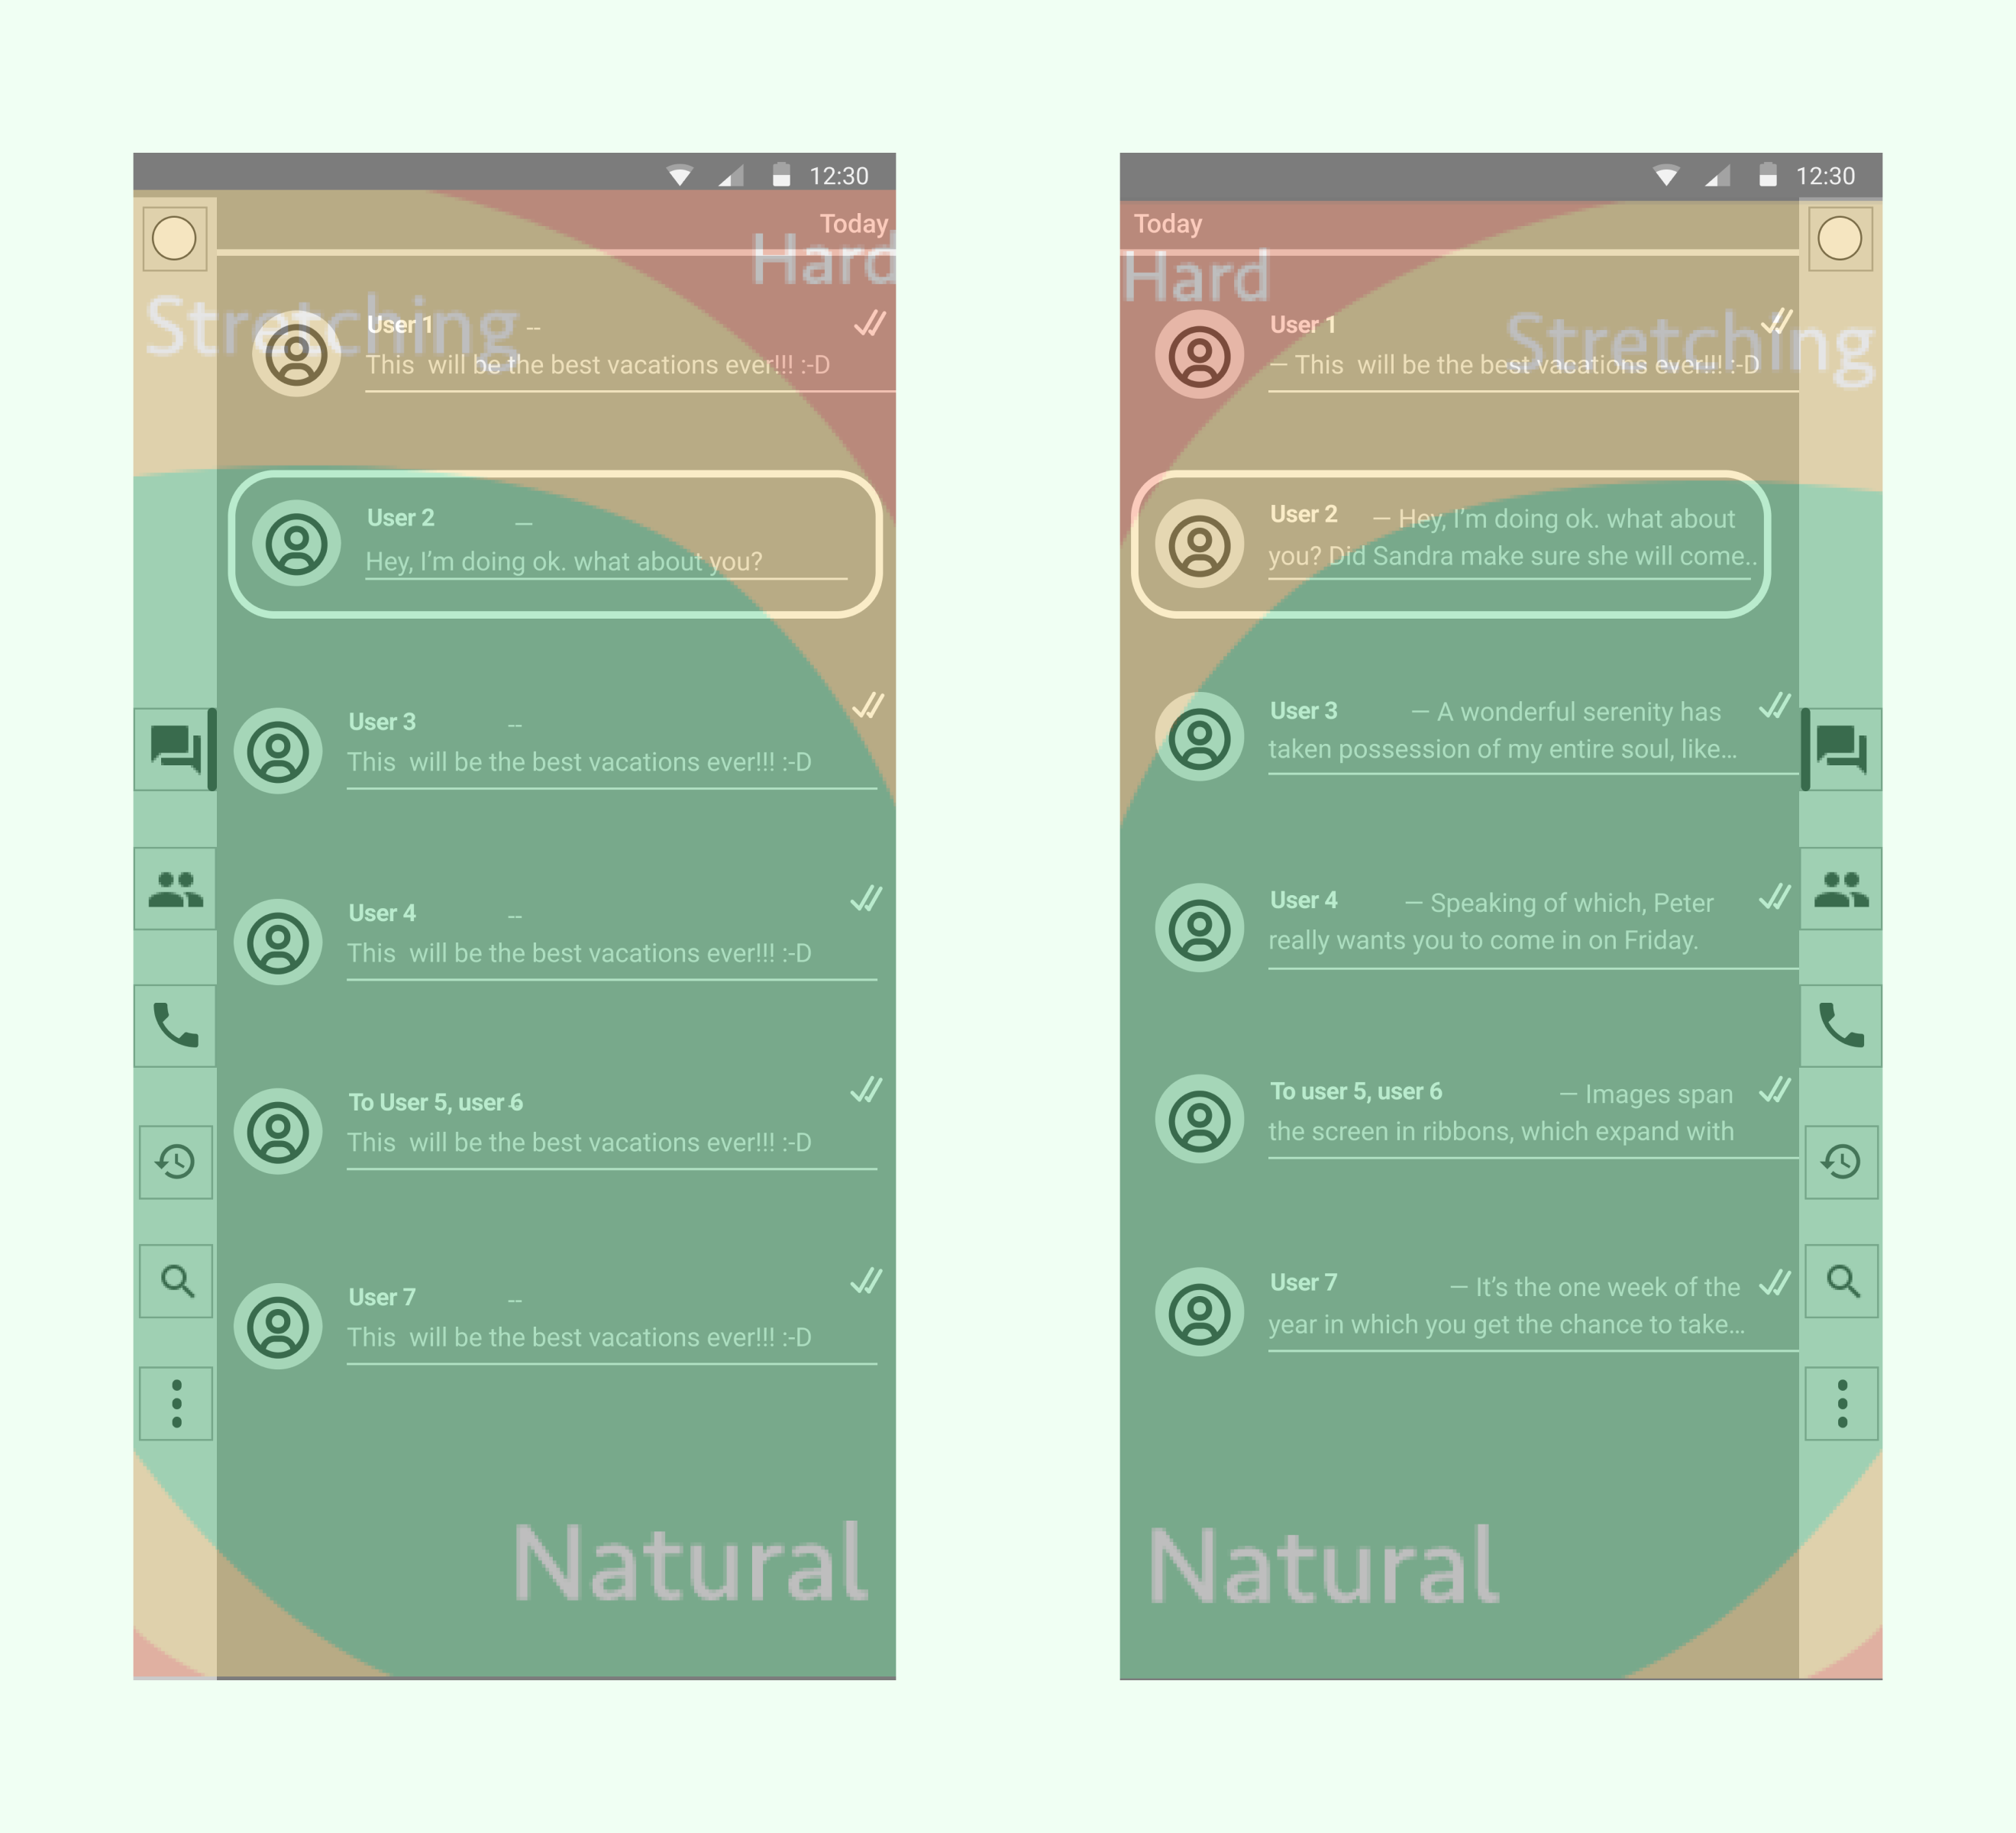 12:30
Today
Hard
Stretching
User 1 --
This will be the best vacations ever!!! :-D
User 2 —
Hey, I’m doing ok. what about you?
User 3 --
This will be the best vacations ever!!! :-D
User 4 --
This will be the best vacations ever!!! :-D
To User 5, user 6 --
This will be the best vacations ever!!! :-D
User 7 --
This will be the best vacations ever!!! :-D
Natural
12:30
Today
Hard
Stretching
User 1
— This will be the best vacations ever!!! :-D
User 2 — Hey, I’m doing ok. what about
you? Did Sandra make sure she will come..
User 3 — A wonderful serenity has
taken possession of my entire soul, like...
User 4 — Speaking of which, Peter
really wants you to come in on Friday.
To user 5, user 6 — Images span
the screen in ribbons, which expand with
User 7 — It’s the one week of the
year in which you get the chance to take...
Natural